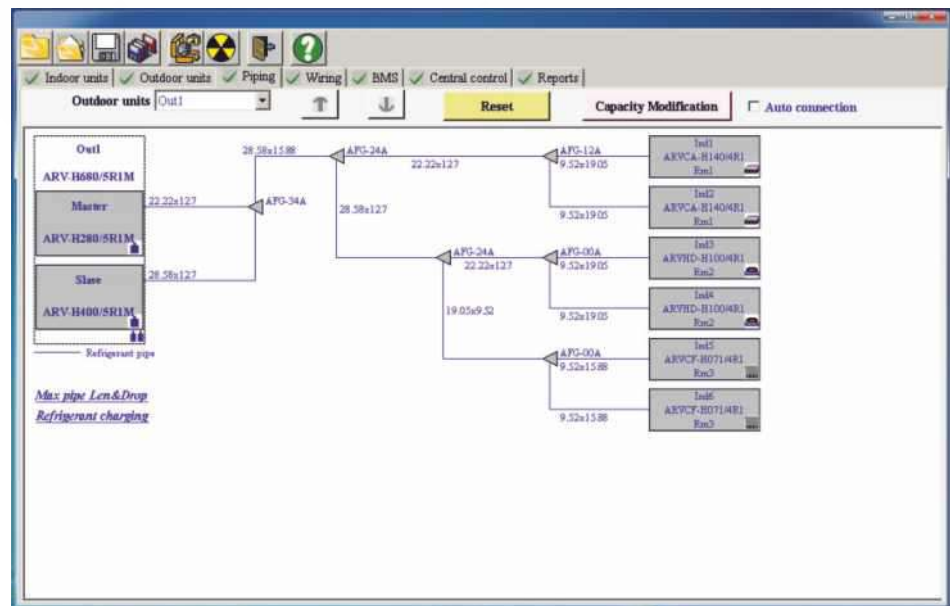 Indoor units Outdoor units Piping Wiring BMS Central control Reports
Outdoor units Out1 Reset Capacity Modification Auto connection
Out1
ARV-H680/5R1M
Master
ARV-H280/5R1M
Slave
ARV-H400/5R1M
Refrigerant pipe
Max pipe Len&Drop
Refrigerant charging
22.22x12.7
28.58x12.7
AFG-34A
28.58x15.88
AFG-24A
22.22x12.7
28.58x12.7
AFG-12A
9.52x19.05
9.52x19.05
AFG-24A
22.22x12.7
19.05x9.52
AFG-00A
9.52x19.05
9.52x19.05
AFG-00A
9.52x15.88
9.52x15.88
Ind1
ARVCA-H140/4R1
Rm1
Ind2
ARVCA-H140/4R1
Rm1
Ind3
ARVHD-H100/4R1
Rm2
Ind4
ARVHD-H100/4R1
Rm2
Ind5
ARVCF-H071/4R1
Rm3
Ind6
ARVCF-H071/4R1
Rm3